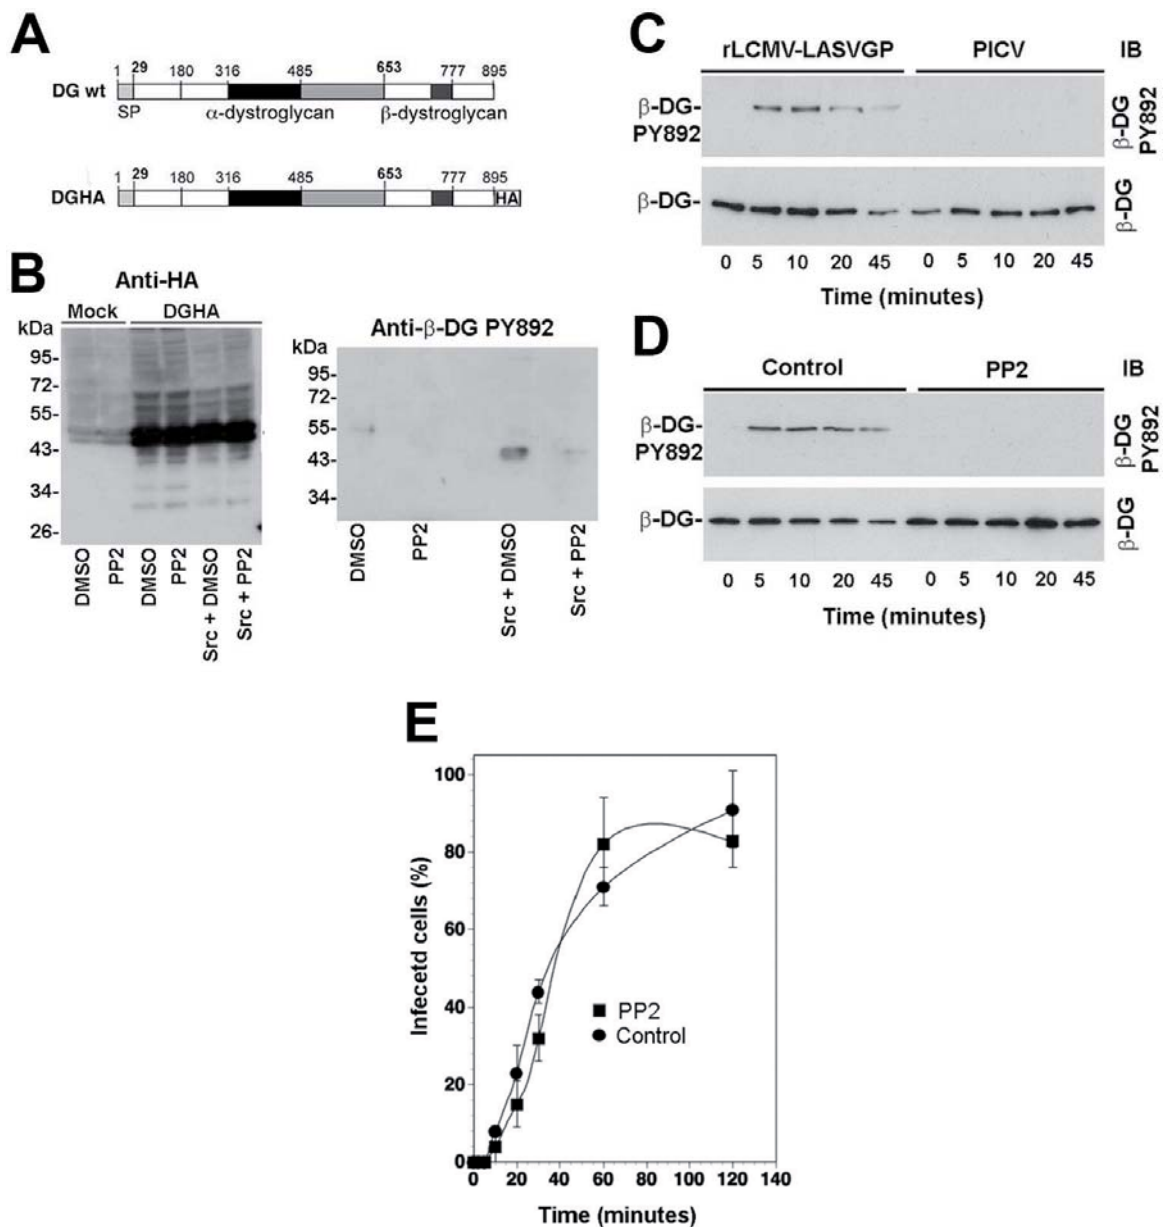 A
1 29 180 316 485 653 777 895
DG wt
SP α-dystroglycan β-dystroglycan
1 29 180 316 485 653 777 895
DGHA HA
B
Anti-HA
Mock DGHA
kDa
95-
72-
55-
43-
34-
26-
DMSO
PP2
DMSO
PP2
Src + DMSO
Src + PP2
Anti-β-DG PY892
kDa
95-
72-
55-
43-
34-
DMSO
PP2
Src + DMSO
Src + PP2
C
rLCMV-LASVGP PICV IB
β-DG-
PY892
β-DG
PY892
β-DG-
β-DG
0 5 10 20 45 0 5 10 20 45
Time (minutes)
D
Control PP2 IB
β-DG-
PY892
β-DG
PY892
β-DG-
β-DG
0 5 10 20 45 0 5 10 20 45
Time (minutes)
E
Infecetd cells (%)
100
80
60
40
20
0
PP2
Control
0 20 40 60 80 100 120 140
Time (minutes)